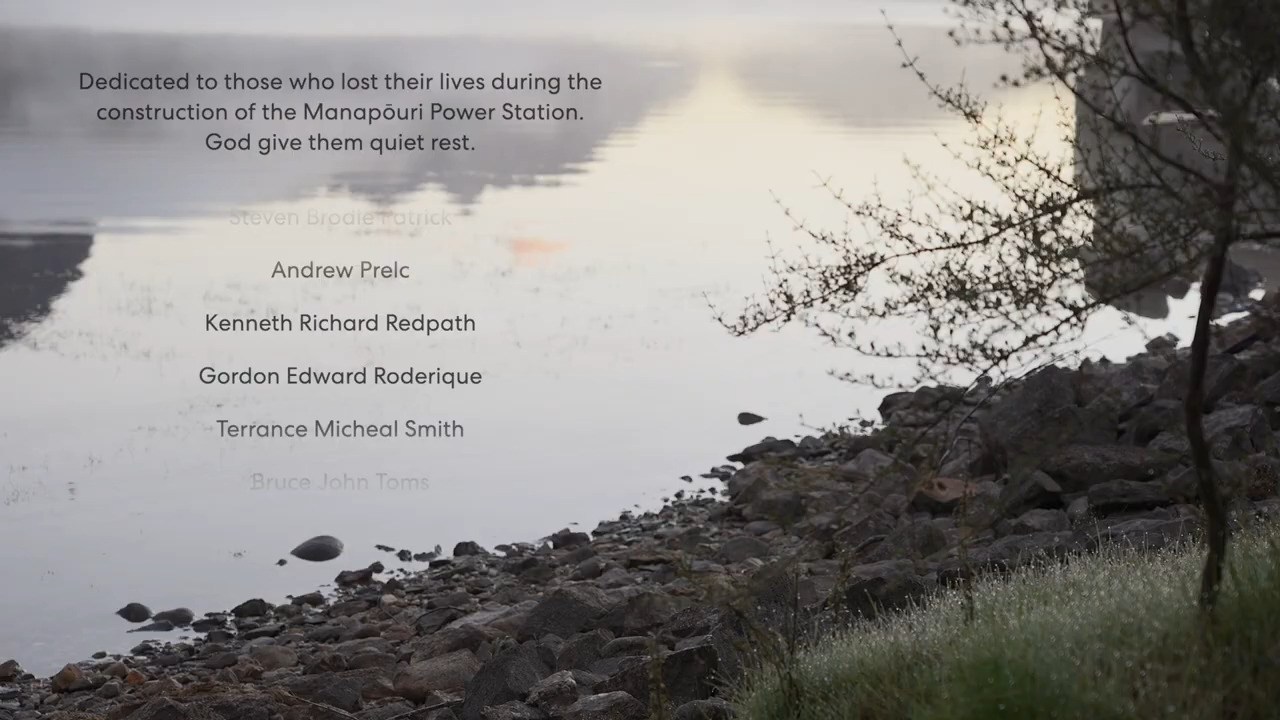 Dedicated to those who lost their lives during the
construction of the Manapōuri Power Station.
God give them quiet rest.
Steven Brodie Patrick
Andrew Prelc
Kenneth Richard Redpath
Gordon Edward Roderique
Terrance Micheal Smith
Bruce John Toms